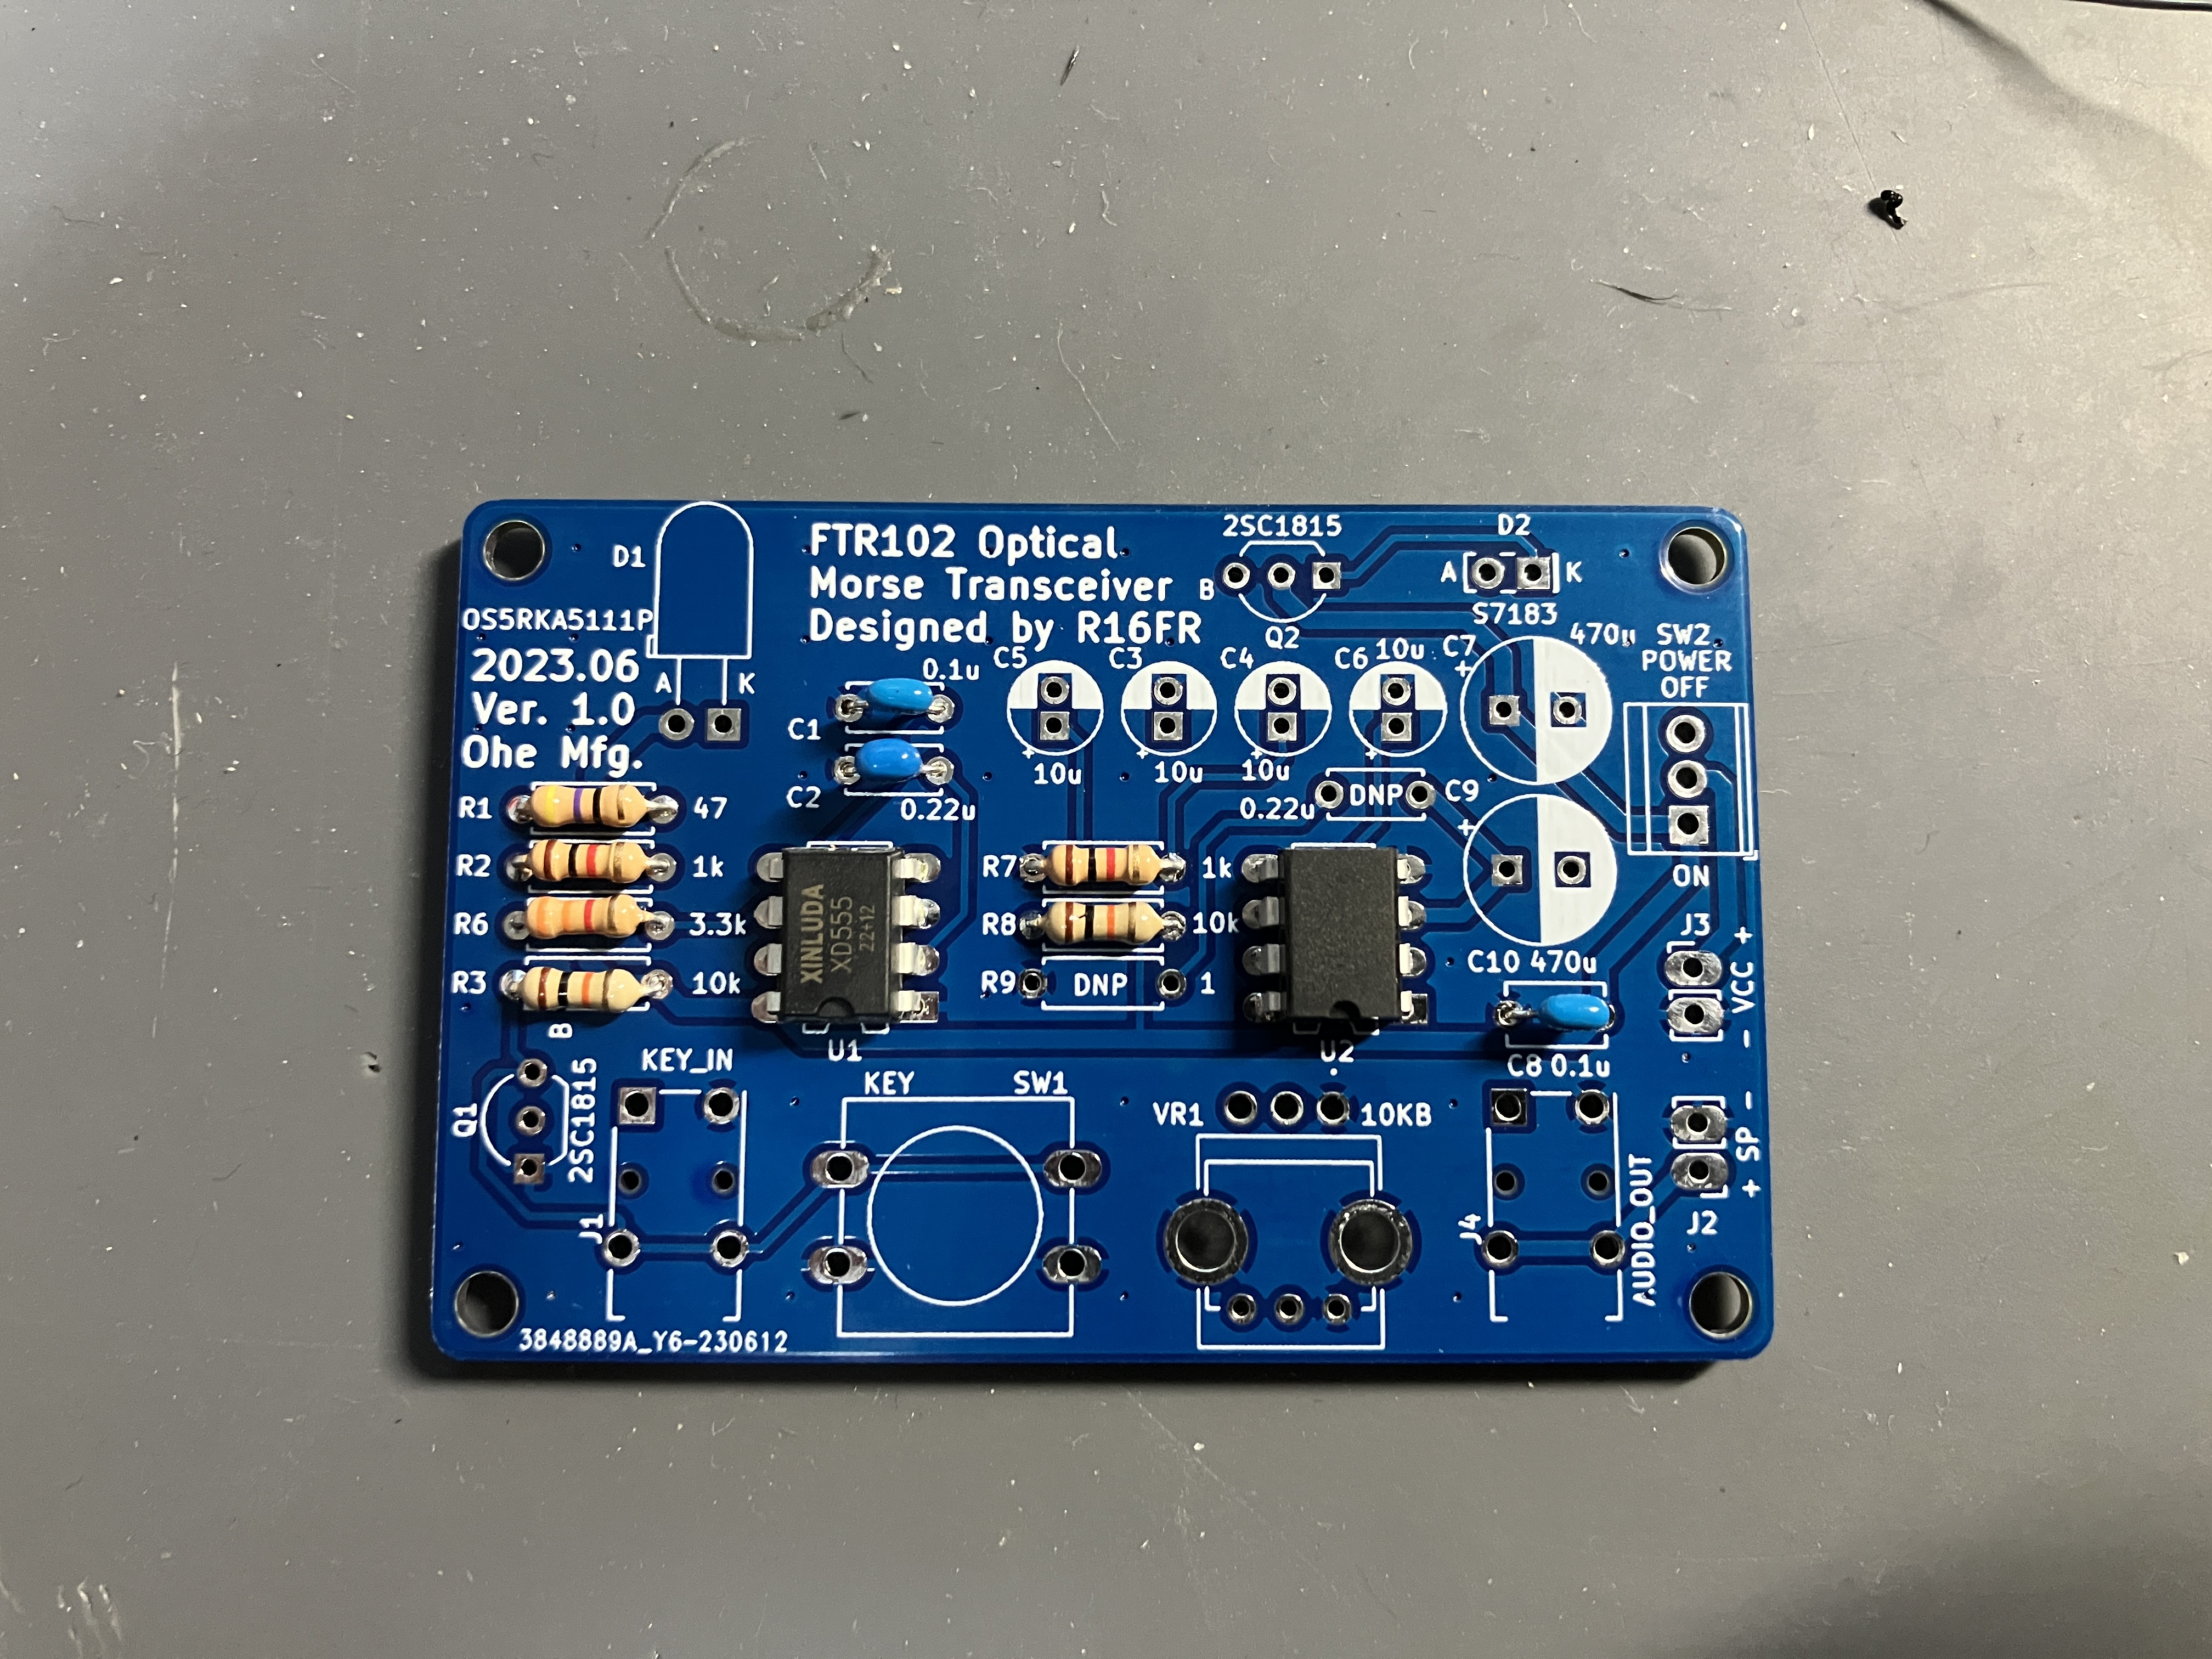 D1
OS5RKA5111P
2023.06
Ver. 1.0
Ohe Mfg.
A
K
FTR102 Optical
Morse Transceiver
Designed by R16FR
2SC1815
B
Q2
D2
A
K
S7183
C1
0.1u
C2
0.22u
C5
+
10u
C3
+
10u
C4
+
10u
C6
10u
+
C7
+
470u
SW2
POWER
OFF
ON
0.22u
DNP
C9
+
C10 470u
R1
47
R2
1k
R6
3.3k
R3
10k
XINLUDA
XD555
22+12
U1
R7
1k
R8
10k
R9
DNP
1
U2
J3
- VCC +
C8 0.1u
B
Q1
2SC1815
KEY_IN
J1
KEY
SW1
VR1
10KB
J4
AUDIO_OUT
+ SP -
J2
3848889A_Y6-230612